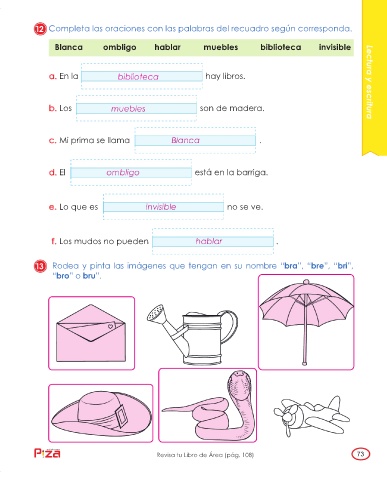 12 Completa las oraciones con las palabras del recuadro según corresponda.
Blanca ombligo hablar muebles biblioteca invisible
Lectura y escritura
a. En la biblioteca hay libros.
b. Los muebles son de madera.
c. Mi prima se llama Blanca .
d. El ombligo está en la barriga.
e. Lo que es invisible no se ve.
f. Los mudos no pueden hablar .
13 Rodea y pinta las imágenes que tengan en su nombre “bra”, “bre”, “bri”,
“bro” o “bru”.
Piza
Revisa tu Libro de Área (pág. 108)
73